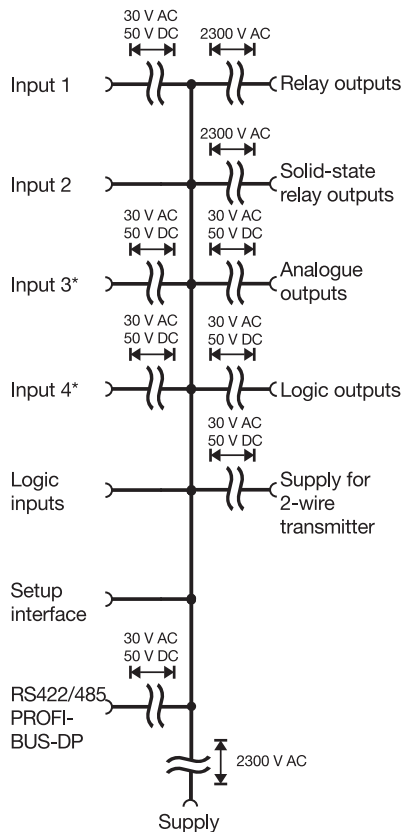 30 V AC
50 V DC
2300 V AC
Input 1
Relay outputs
2300 V AC
Input 2
Solid-state
relay outputs
30 V AC
50 V DC
30 V AC
50 V DC
Input 3*
Analogue
outputs
30 V AC
50 V DC
30 V AC
50 V DC
Input 4*
Logic outputs
30 V AC
50 V DC
Logic
inputs
Supply for
2-wire
transmitter
Setup
interface
30 V AC
50 V DC
RS422/485
PROFI-
BUS-DP
2300 V AC
Supply